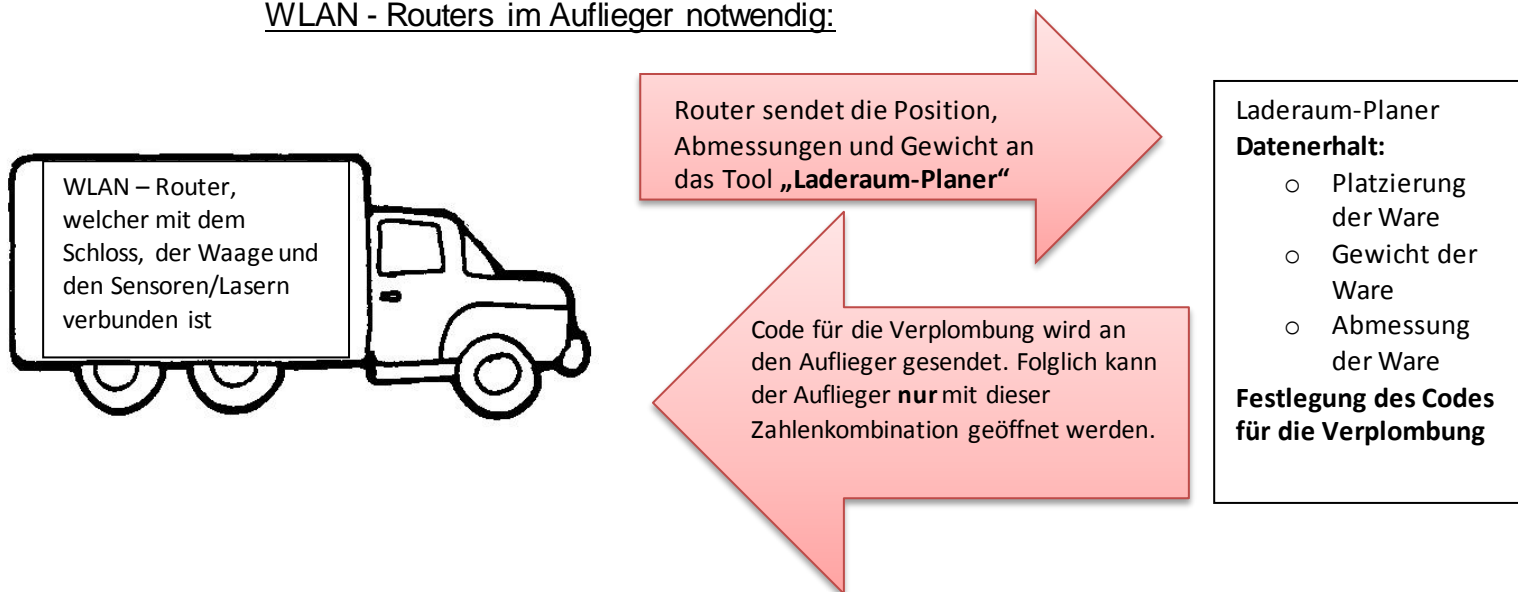 WLAN - Routers im Auflieger notwendig:
WLAN – Router,
welcher mit dem
Schloss, der Waage und
den Sensoren/Lasern
verbunden ist
Router sendet die Position,
Abmessungen und Gewicht an
das Tool „Laderaum-Planer“
Code für die Verplombung wird an
den Auflieger gesendet. Folglich kann
der Auflieger nur mit dieser
Zahlenkombination geöffnet werden.
Laderaum-Planer
Datenerhalt:
o Platzierung
der Ware
o Gewicht der
Ware
o Abmessung
der Ware
Festlegung des Codes
für die Verplombung